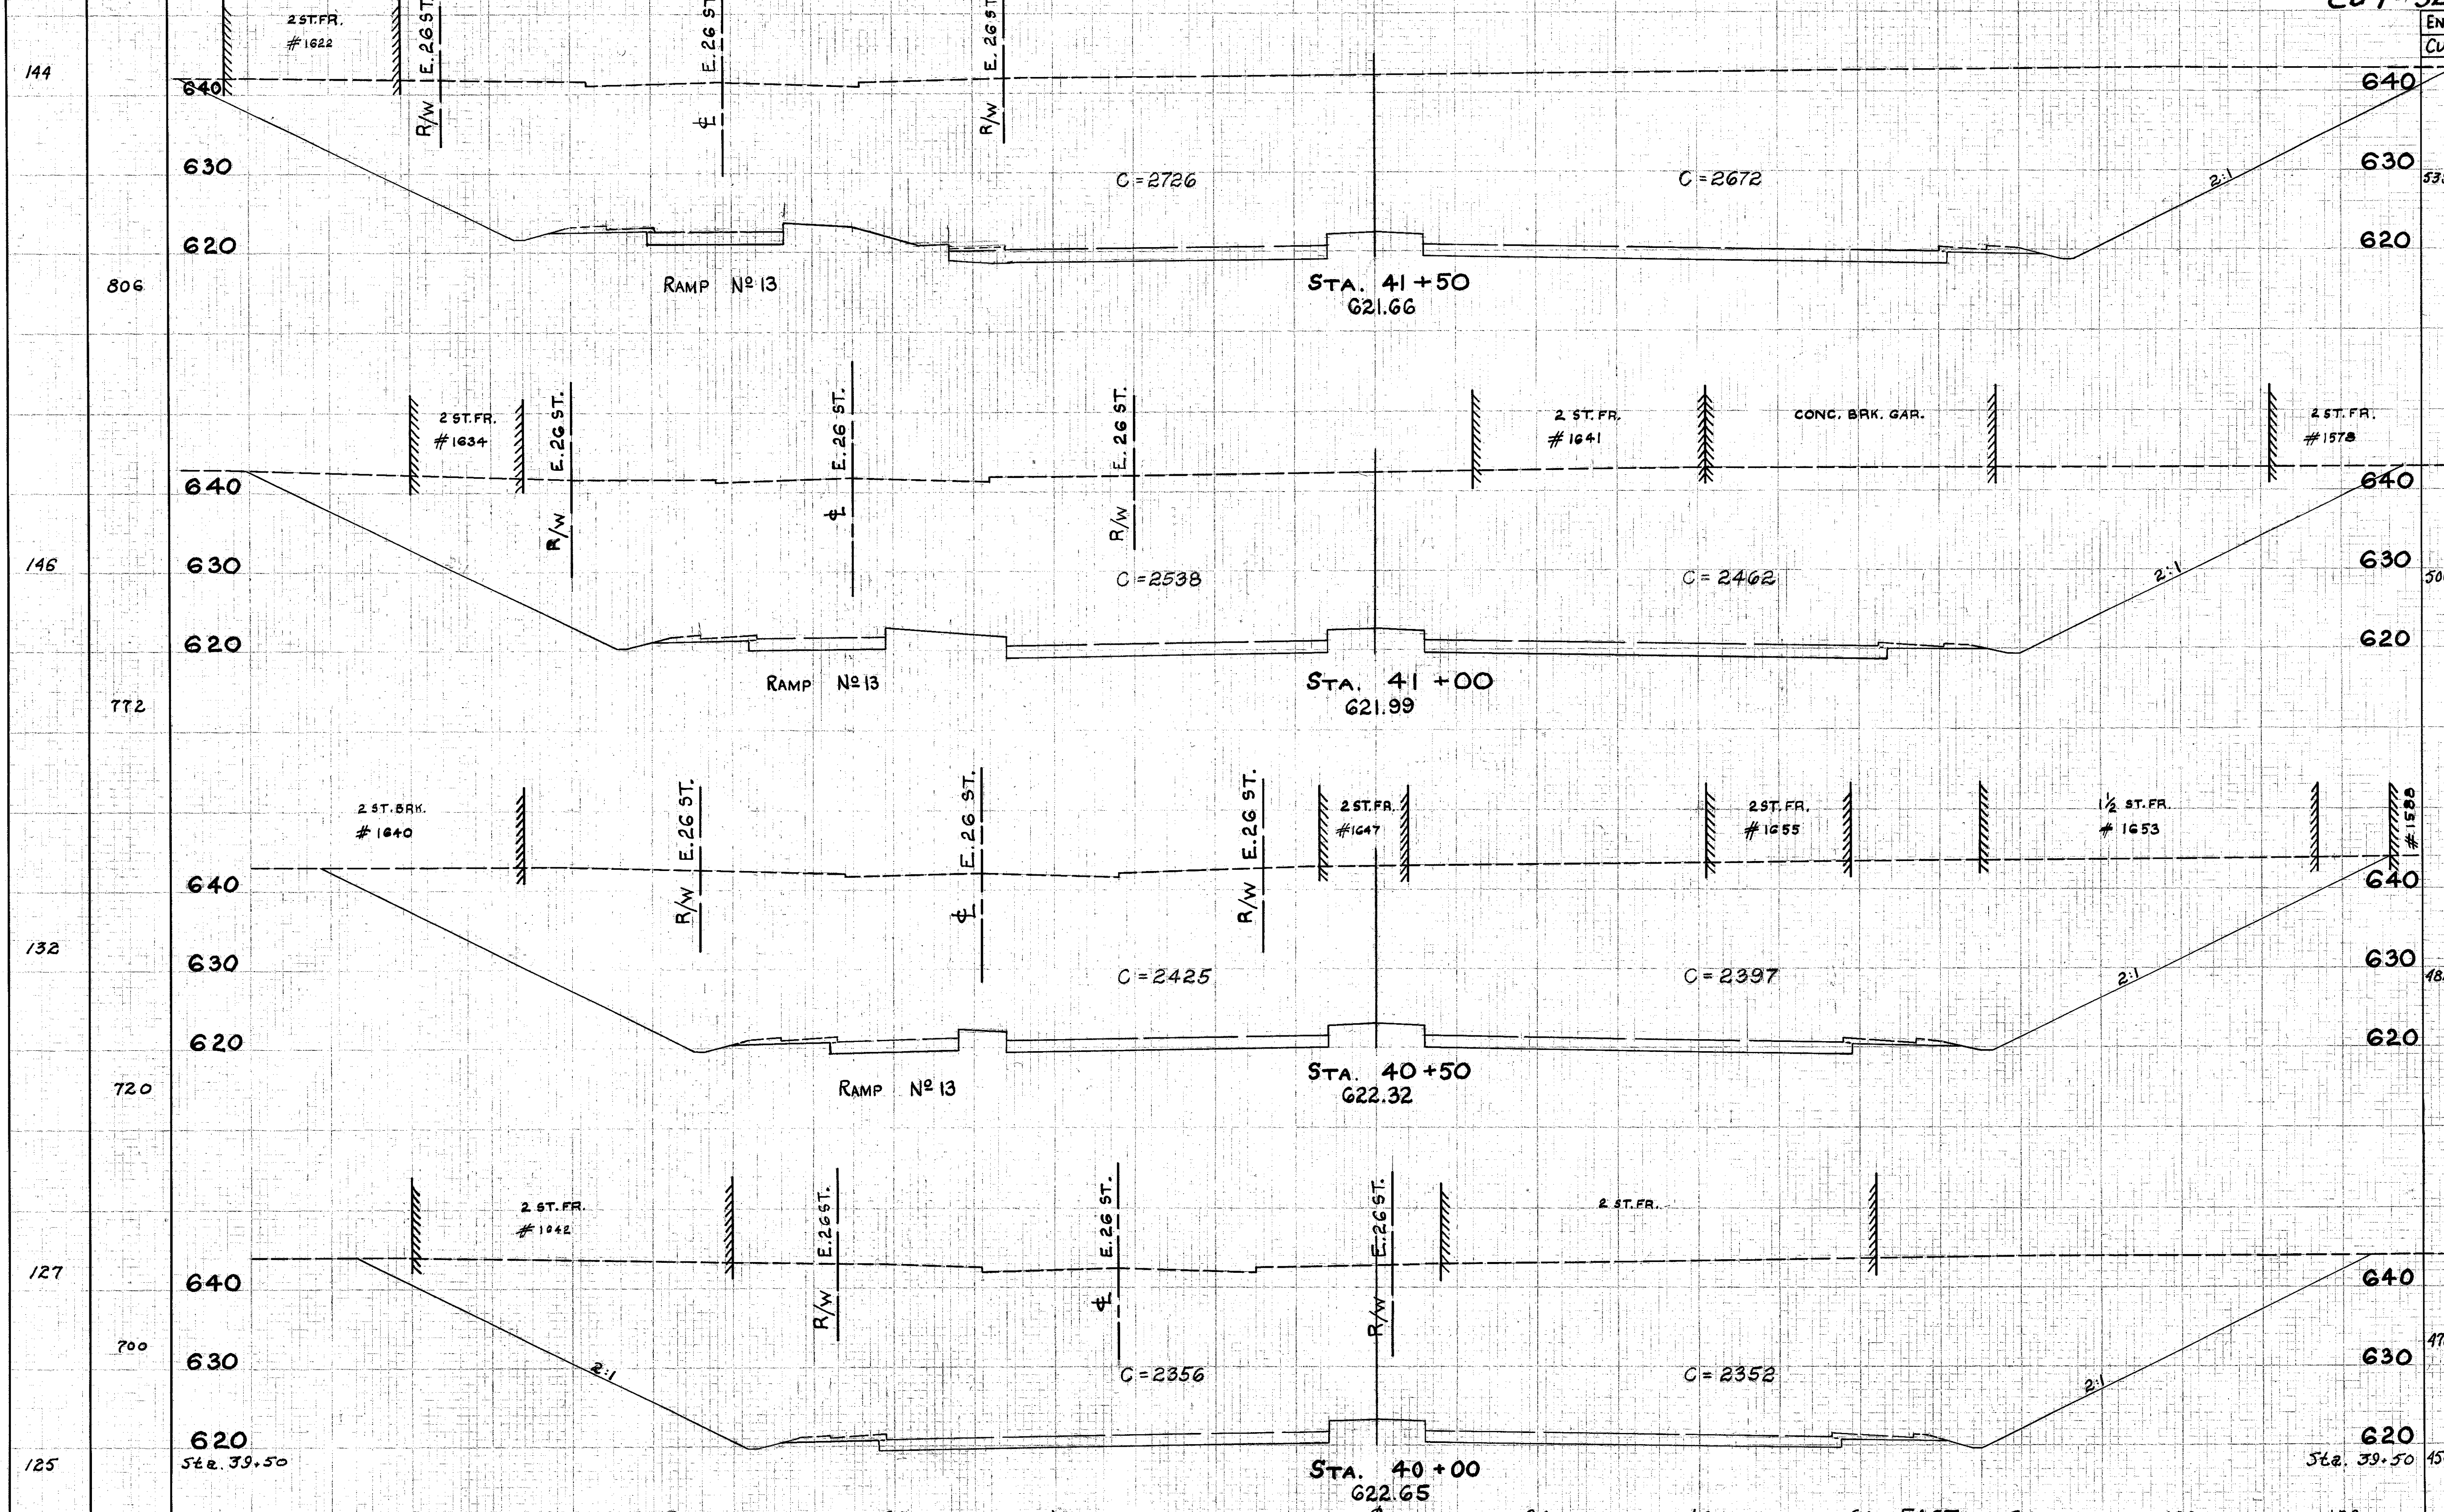 2 ST. FR.
# 1622
R/W E. 26 ST.
℄ E. 26 ST
R/W E. 26 ST
144
640
640
630
630
C = 2726
C = 2672
2:1
620
620
806
RAMP Nº 13
STA. 41 + 50
621.66
2 ST. FR.
# 1634
R/W E. 26 ST.
℄ E. 26 ST.
R/W E. 26 ST.
2 ST. FR.
# 1641
CONC. BRK. GAR.
2 ST. FR.
# 1578
640
640
146
630
630
C = 2538
C = 2462
2:1
620
620
RAMP Nº 13
STA. 41 + 00
621.99
772
2 ST. BRK.
# 1640
R/W E. 26 ST.
℄ E. 26 ST.
R/W E. 26 ST.
2 ST. FR.
# 1647
2 ST. FR.
# 1655
1½ ST. FR.
# 1653
# 1588
640
640
132
630
630
C = 2425
C = 2397
2:1
620
620
720
RAMP Nº 13
STA. 40 + 50
622.32
2 ST. FR.
# 1642
R/W E. 26 ST.
℄ E. 26 ST.
R/W E. 26 ST.
2 ST. FR.
127
640
640
700
630
630
2:1
C = 2356
C = 2352
2:1
620
620
125
Sta. 39+50
Sta. 39+50
STA. 40 + 00
622.65